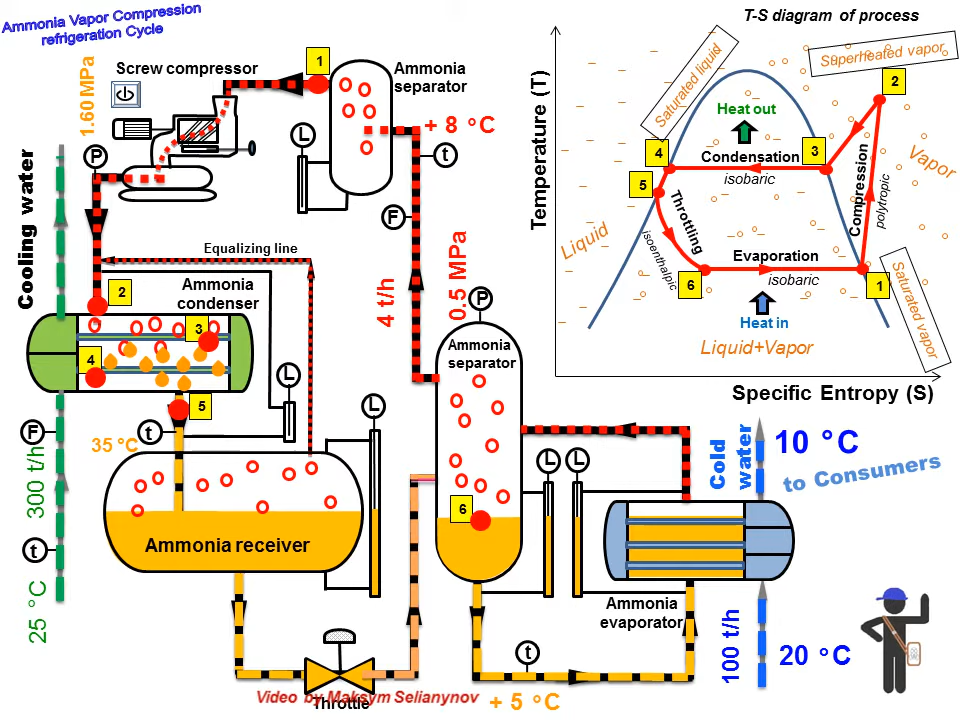 Ammonia Vapor Compression
refrigeration Cycle
T-S diagram of process
Screw compressor
1.60 MPa
P
1
Ammonia
separator
L
+ 8 °C
t
F
4 t/h
0.5 MPa
P
Cooling water
Equalizing line
2
Ammonia
condenser
3
4
5
L
L
F
300 t/h
35 °C
t
t
25 °C
Ammonia receiver
Ammonia
separator
6
L
L
Throttle
Video by Maksym Selianynov
t
+ 5 °C
Ammonia
evaporator
Cold
water
10 °C
to Consumers
100 t/h
20 °C
Temperature (T)
Saturated liquid
Superheated vapor
2
Heat out
4
Condensation
3
isobaric
Vapor
5
Throttling
isoenthalpic
Compression
polytropic
Liquid
Evaporation
isobaric
6
1
Saturated vapor
Heat in
Liquid+Vapor
Specific Entropy (S)